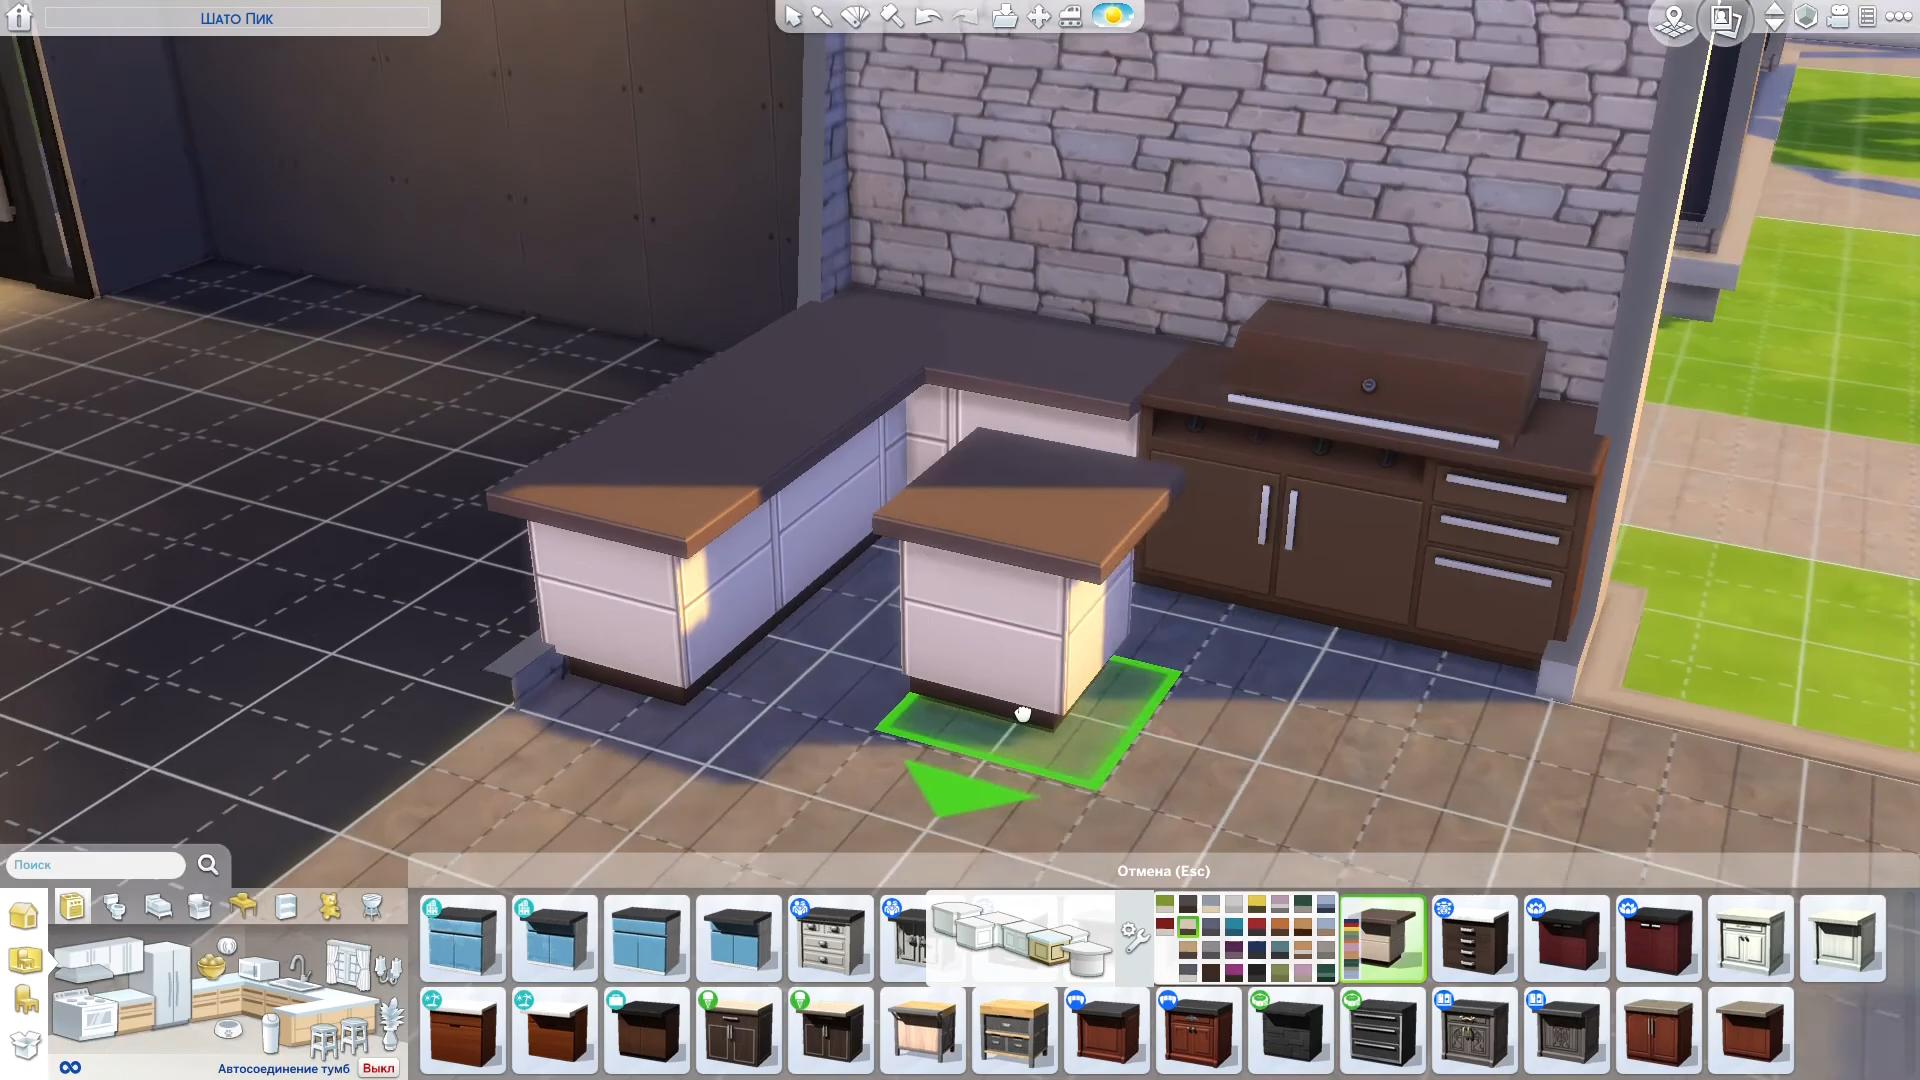 Шато Пик
Поиск
Отмена (Esc)
Автосоединение тумб Выкл